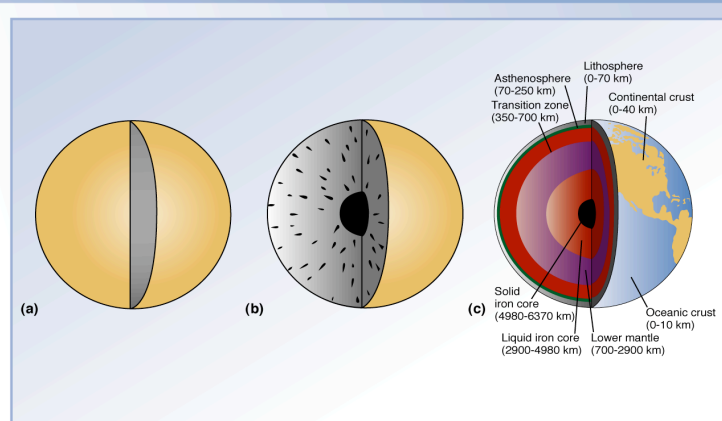 (a)
(b)
(c)
Lithosphere
(0-70 km)
Asthenosphere
(70-250 km)
Transition zone
(350-700 km)
Continental crust
(0-40 km)
Solid
iron core
(4980-6370 km)
Liquid iron core
(2900-4980 km)
Lower mantle
(700-2900 km)
Oceanic crust
(0-10 km)